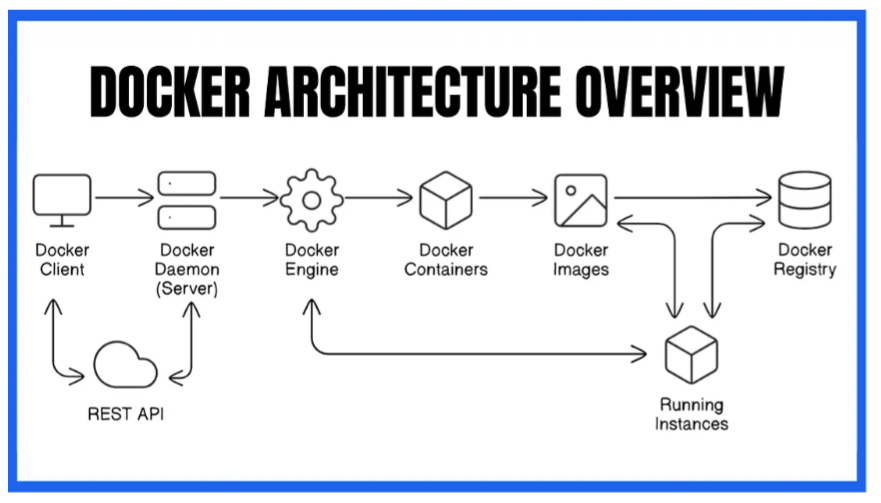 DOCKER ARCHITECTURE OVERVIEW
Docker
Client
Docker
Daemon
(Server)
Docker
Engine
Docker
Containers
Docker
Images
Docker
Registry
REST API
Running
Instances